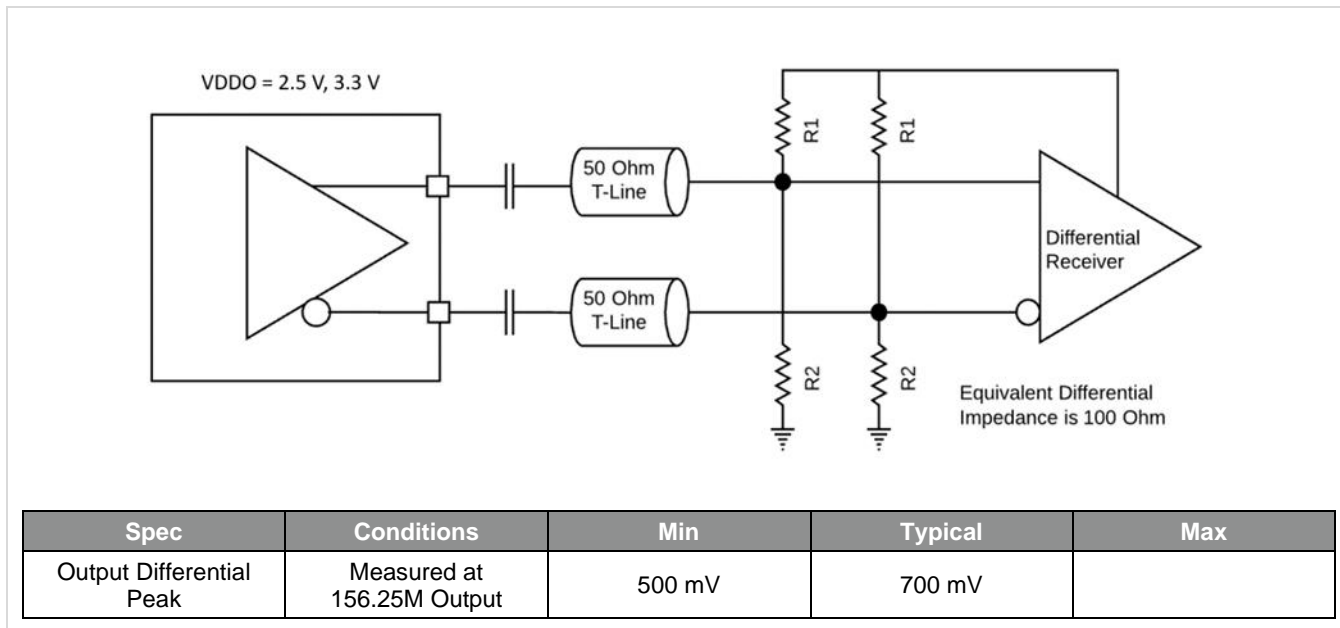 VDDO = 2.5 V, 3.3 V
R1
R1
50 Ohm
T-Line
Differential
Receiver
50 Ohm
T-Line
R2
R2
Equivalent Differential
Impedance is 100 Ohm
Spec Conditions Min Typical Max
Output Differential
Peak
Measured at
156.25M Output
500 mV
700 mV